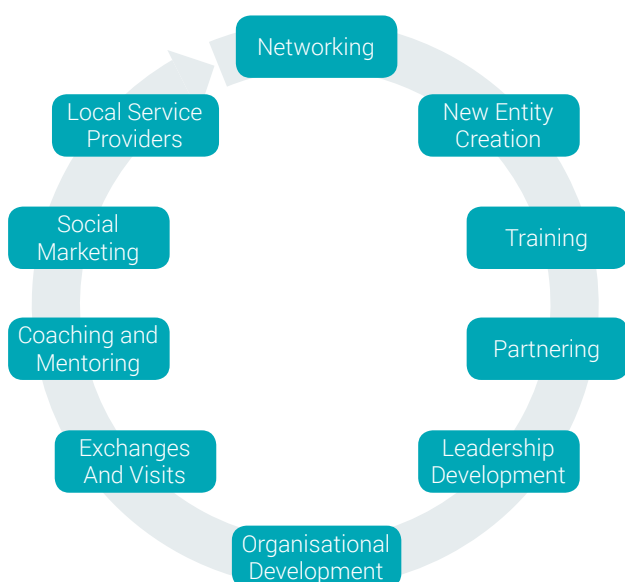 Networking
New Entity
Creation
Training
Partnering
Leadership
Development
Organisational
Development
Exchanges
And Visits
Coaching and
Mentoring
Social
Marketing
Local Service
Providers